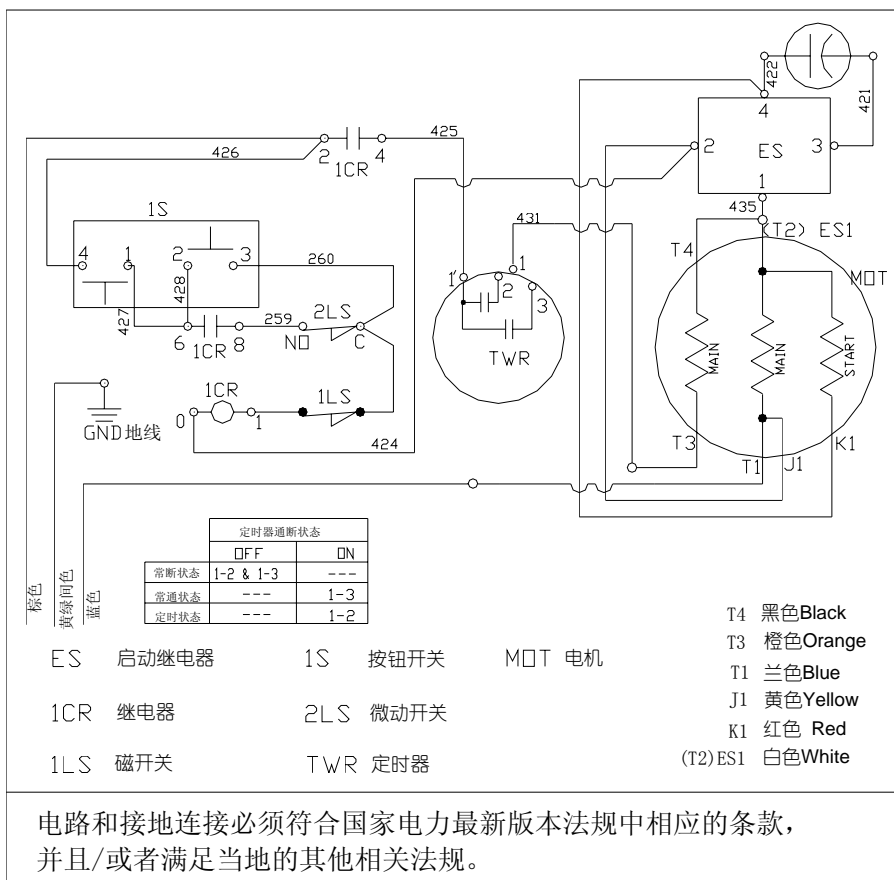 422
421
4
2
ES
3
1
435
(T2) ES1
425
426
2
4
1CR
1S
4
1
2
3
260
428
427
2LS
259
6
1CR
8
NO
C
431
1'
1
2
3
TWR
T4
MOT
MAIN
MAIN
START
T3
T1
J1
K1
1CR
1LS
0
1
424
GND地线
棕色
黄绿间色
蓝色
定时器通断状态
OFF ON
常断状态 1-2 & 1-3 ---
常通状态 --- 1-3
定时状态 --- 1-2
ES 启动继电器 1S 按钮开关 MOT 电机
1CR 继电器 2LS 微动开关
1LS 磁开关 TWR 定时器
T4 黑色Black
T3 橙色Orange
T1 兰色Blue
J1 黄色Yellow
K1 红色 Red
(T2)ES1 白色White
电路和接地连接必须符合国家电力最新版本法规中相应的条款，
并且/或者满足当地的其他相关法规。